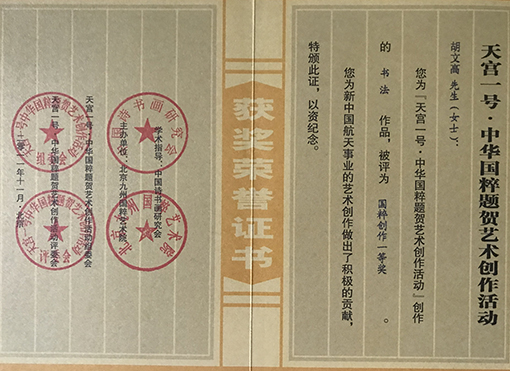 天宫一号·中华国粹题贺艺术创作活动
胡文高 先生(女士):
您为『天宫一号·中华国粹题贺艺术创作活动』创作
的 书法 作品,被评为 国粹创作一等奖 。
您为新中国航天事业的艺术创作做出了积极的贡献,
特颁此证,以资纪念。
获奖荣誉证书
学术指导:中国诗书画研究会
主办单位:北京九州国粹艺术院
天宫一号·中华国粹题贺艺术创作活动组委会
天宫一号·中华国粹题贺艺术创作活动评委会
二零一一年十一月·北京
组委会
评委会